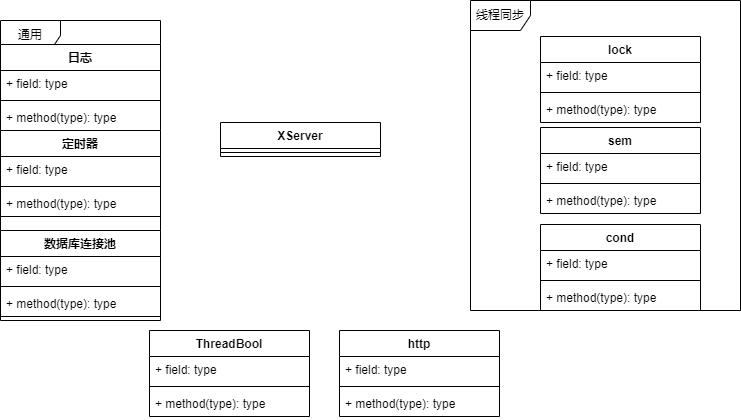 通用
日志
+ field: type
+ method(type): type
定时器
+ field: type
+ method(type): type
数据库连接池
+ field: type
+ method(type): type
XServer
线程同步
lock
+ field: type
+ method(type): type
sem
+ field: type
+ method(type): type
cond
+ field: type
+ method(type): type
ThreadBool
+ field: type
+ method(type): type
http
+ field: type
+ method(type): type